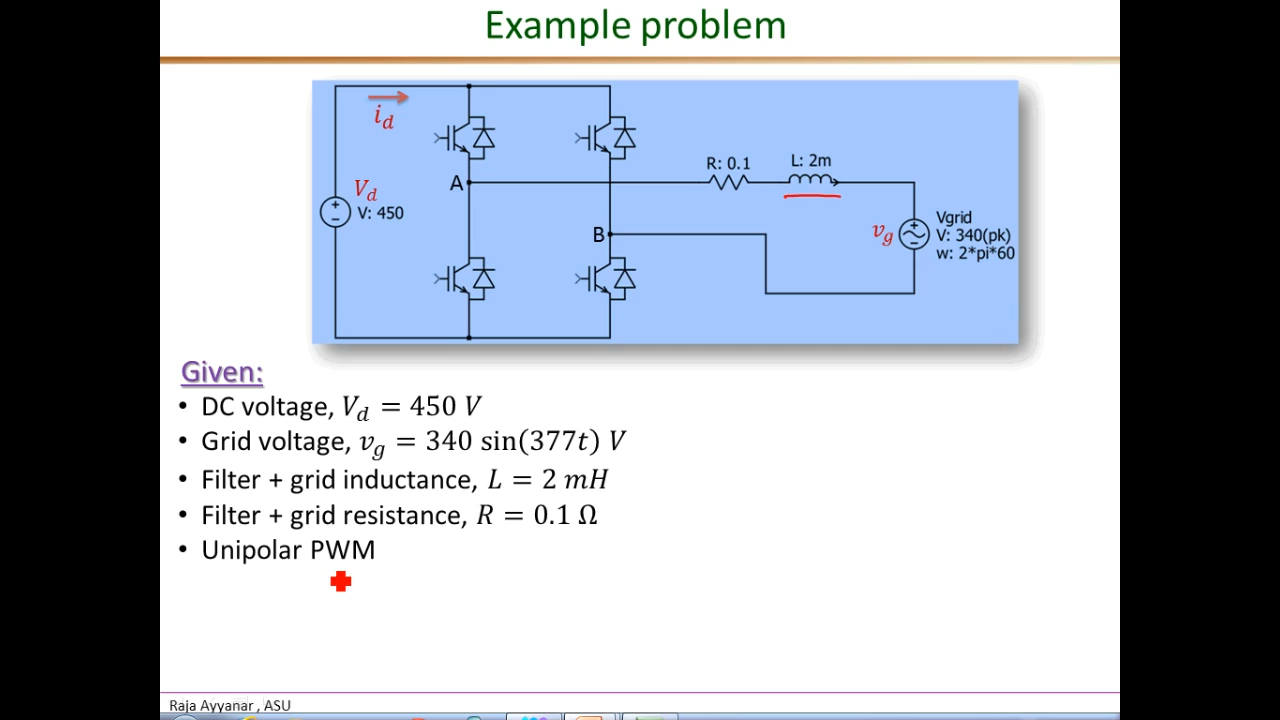 Example problem
i_d
R: 0.1
L: 2m
A
V_d
V: 450
Vgrid
v_g
V: 340(pk)
B
w: 2*pi*60
Given:
• DC voltage, V_d = 450 V
• Grid voltage, v_g = 340 sin(377t) V
• Filter + grid inductance, L = 2 mH
• Filter + grid resistance, R = 0.1 Ω
• Unipolar PWM
Raja Ayyanar , ASU